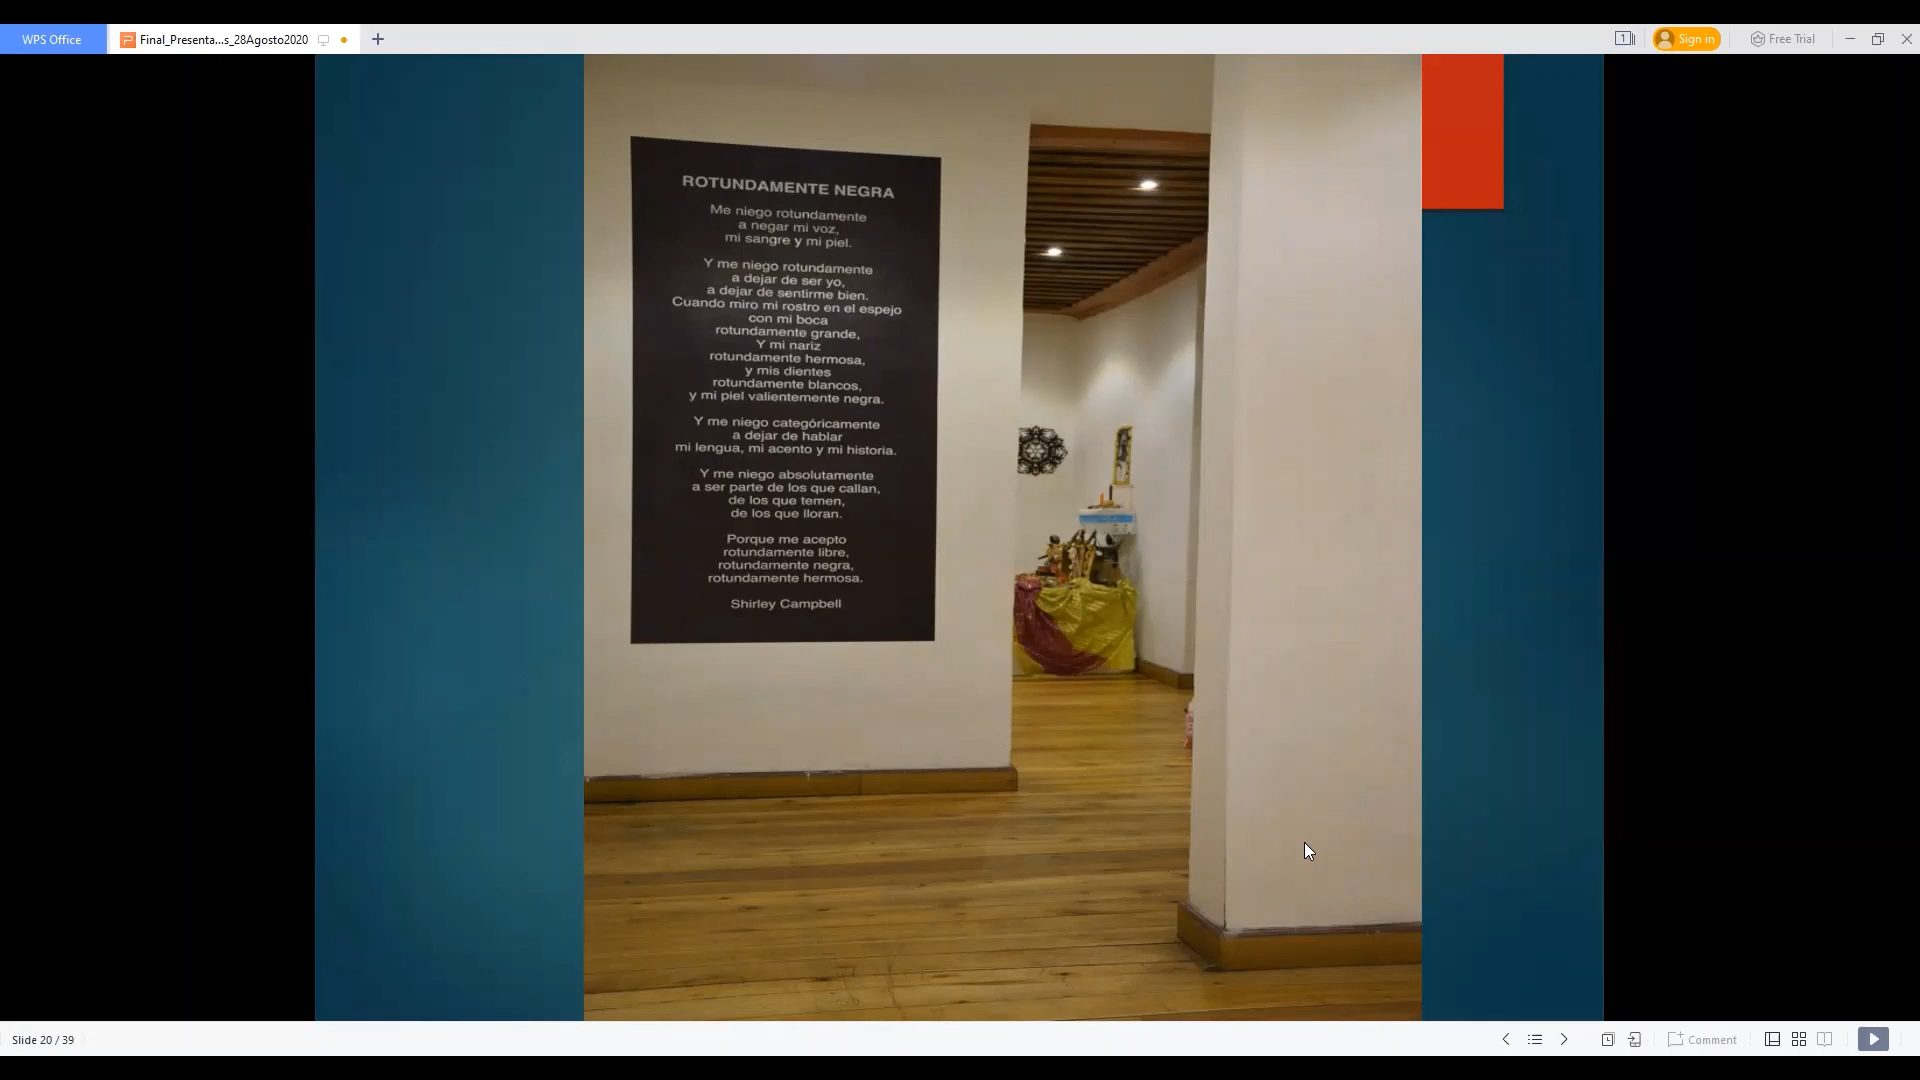 WPS Office
Final_Presenta...s_28Agosto2020
1
Sign in
Free Trial
ROTUNDAMENTE NEGRA
Me niego rotundamente
a negar mi voz,
mi sangre y mi piel.
Y me niego rotundamente
a dejar de ser yo,
a dejar de sentirme bien.
Cuando miro mi rostro en el espejo
con mi boca
rotundamente grande,
Y mi nariz
rotundamente hermosa,
y mis dientes
rotundamente blancos,
y mi piel valientemente negra.
Y me niego categóricamente
a dejar de hablar
mi lengua, mi acento y mi historia.
Y me niego absolutamente
a ser parte de los que callan,
de los que temen,
de los que lloran.
Porque me acepto
rotundamente libre,
rotundamente negra,
rotundamente hermosa.
Shirley Campbell
Slide 20 / 39
Comment